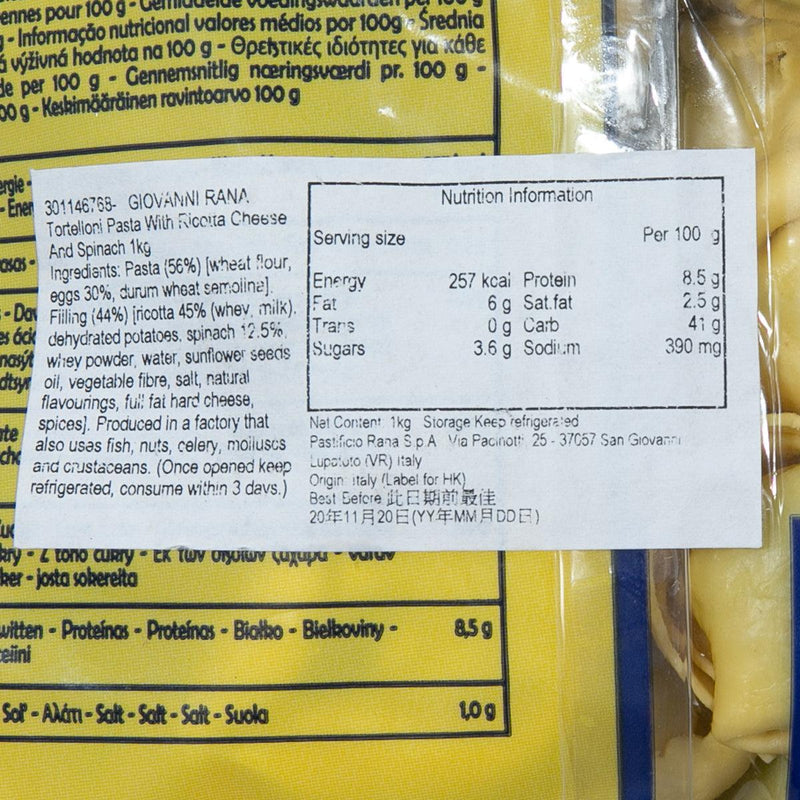 pour 100 g - Gemiddelde voedingswaarden per 100 g
- Informação nutricional valores médios por 100g - Średnia
výživná hodnota na 100 g - Θρεπτικές ιδιότητες για κάθε
per 100 g - Gennemsnitlig næringsværdi pr. 100 g -
00 g - Keskimääräinen ravintoarvo 100 g
301146768- GIOVANNI RANA
Tortelloni Pasta With Ricotta Cheese
And Spinach 1kg
Ingredients: Pasta (56%) [wheat flour,
eggs 30%, durum wheat semolina].
Filling (44%) [ricotta 45% (whey, milk),
dehydrated potatoes, spinach 12.5%,
whey powder, water, sunflower seeds
oil, vegetable fibre, salt, natural
flavourings, full fat hard cheese,
spices]. Produced in a factory that
also uses fish, nuts, celery, molluscs
and crustaceans. (Once opened keep
refrigerated, consume within 3 days.)
Nutrition Information
Serving size Per 100 g
Energy 257 kcal Protein 8.5 g
Fat 6 g Sat.fat 2.5 g
Trans 0 g Carb 41 g
Sugars 3.6 g Sodium 390 mg
Net Content: 1kg Storage Keep refrigerated
Pastificio Rana S.p.A Via Pacinotti 25 - 37057 San Giovanni
Lupatoto (VR) Italy
Origin: Italy (Label for HK)
Best Before 此日期前最佳
20年11月20日(YY年MM月DD日)
- Z toho cukry - Εκ των οποίων ζάχαρα -
josta sokereita
- Proteínas - Proteínas - Białko - Bielkoviny - 8,5 g
Soľ - Αλάτι - Salt - Salt - Salt - Suola 1,0 g